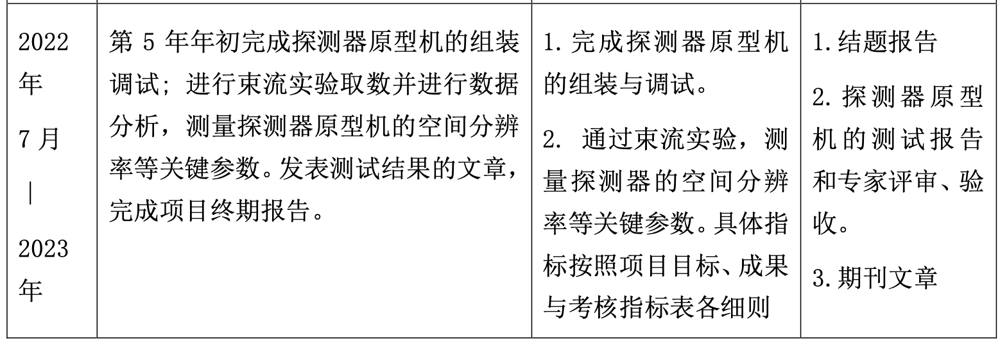 2022
年
7 月
|
2023
年
第 5 年年初完成探测器原型机的组装
调试; 进行束流实验取数并进行数据
分析，测量探测器原型机的空间分辨
率等关键参数。发表测试结果的文章，
完成项目终期报告。
1. 完成探测器原型机
的组装与调试。
2. 通过束流实验，测
量探测器的空间分辨
率等关键参数。具体指
标按照项目目标、成果
与考核指标表各细则
1. 结题报告
2. 探测器原型
机的测试报告
和专家评审、验
收。
3. 期刊文章